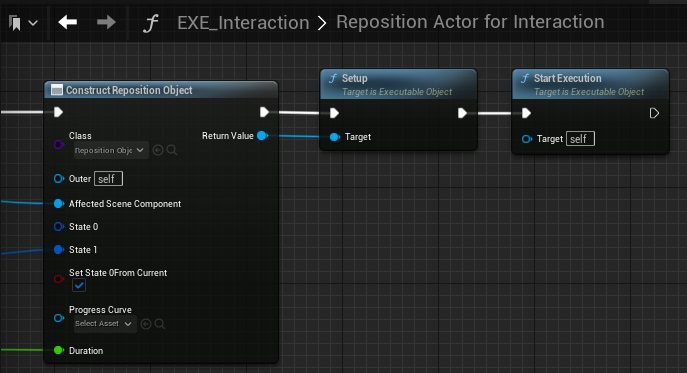 EXE_Interaction > Reposition Actor for Interaction
Construct Reposition Object
Class
Reposition Obje
Return Value
Outer self
Affected Scene Component
State 0
State 1
Set State 0From Current
Progress Curve
Select Asset
Duration
f Setup
Target is Executable Object
Target
f Start Execution
Target is Executable Object
Target self